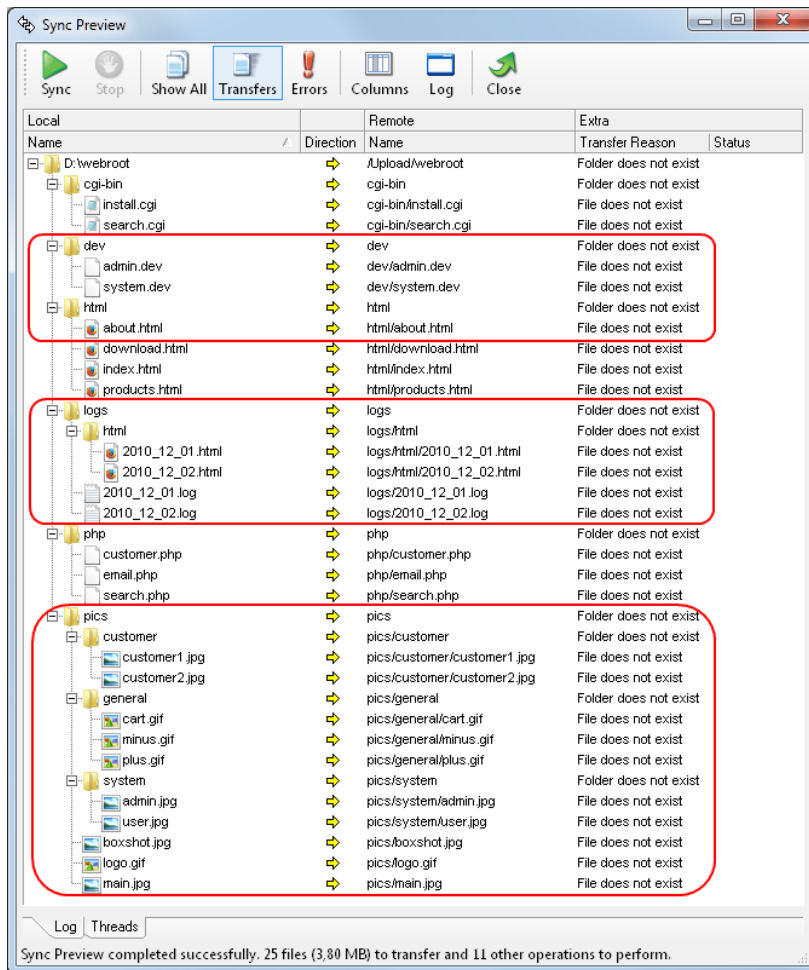 Sync Preview
Sync Stop Show All Transfers Errors Columns Log Close
Local Remote Extra
Name Direction Name Transfer Reason Status
D:\webroot /Upload/webroot Folder does not exist
cgi-bin cgi-bin Folder does not exist
install.cgi cgi-bin/install.cgi File does not exist
search.cgi cgi-bin/search.cgi File does not exist
dev dev Folder does not exist
admin.dev dev/admin.dev File does not exist
system.dev dev/system.dev File does not exist
html html Folder does not exist
about.html html/about.html File does not exist
download.html html/download.html File does not exist
index.html html/index.html File does not exist
products.html html/products.html File does not exist
logs logs Folder does not exist
html logs/html Folder does not exist
2010_12_01.html logs/html/2010_12_01.html File does not exist
2010_12_02.html logs/html/2010_12_02.html File does not exist
2010_12_01.log logs/2010_12_01.log File does not exist
2010_12_02.log logs/2010_12_02.log File does not exist
php php Folder does not exist
customer.php php/customer.php File does not exist
email.php php/email.php File does not exist
search.php php/search.php File does not exist
pics pics Folder does not exist
customer pics/customer Folder does not exist
customer1.jpg pics/customer/customer1.jpg File does not exist
customer2.jpg pics/customer/customer2.jpg File does not exist
general pics/general Folder does not exist
cart.gif pics/general/cart.gif File does not exist
minus.gif pics/general/minus.gif File does not exist
plus.gif pics/general/plus.gif File does not exist
system pics/system Folder does not exist
admin.jpg pics/system/admin.jpg File does not exist
user.jpg pics/system/user.jpg File does not exist
boxshot.jpg pics/boxshot.jpg File does not exist
logo.gif pics/logo.gif File does not exist
main.jpg pics/main.jpg File does not exist
Log Threads
Sync Preview completed successfully. 25 files (3,80 MB) to transfer and 11 other operations to perform.